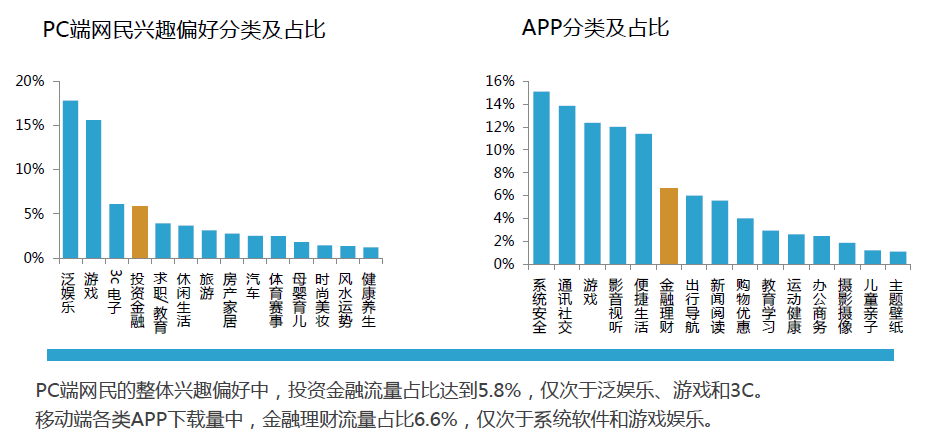 PC端网民兴趣偏好分类及占比
20%
15%
10%
5%
0%
泛娱乐
游戏
3c 电子
投资金融
求职/教育
休闲生活
旅游
房产家居
汽车
体育赛事
母婴育儿
时尚美妆
风水运势
健康养生
APP分类及占比
16%
14%
12%
10%
8%
6%
4%
2%
0%
系统安全
通讯社交
游戏
影音视听
便捷生活
金融理财
出行导航
新闻阅读
购物优惠
教育学习
运动健康
办公商务
摄影摄像
儿童亲子
主题壁纸
PC端网民的整体兴趣偏好中，投资金融流量占比达到5.8%，仅次于泛娱乐、游戏和3C。
移动端各类APP下载量中，金融理财流量占比6.6%，仅次于系统软件和游戏娱乐。